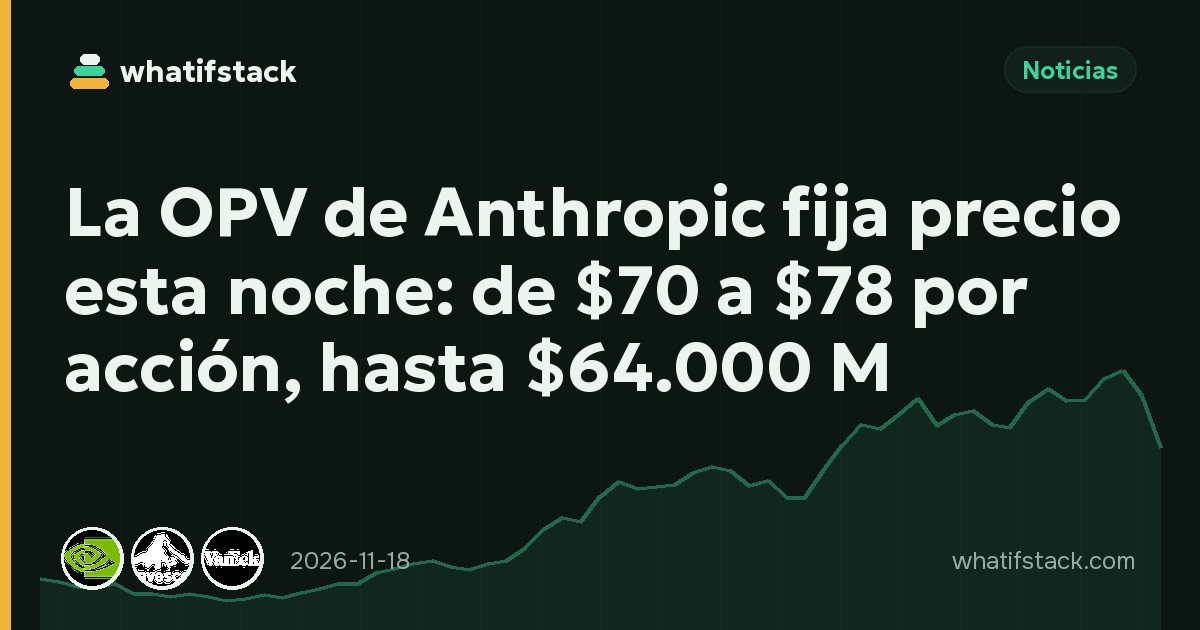 whatifstack
Noticias
La OPV de Anthropic fija precio
esta noche: de $70 a $78 por
acción, hasta $64.000 M
VanEck
2026-11-18
whatifstack.com